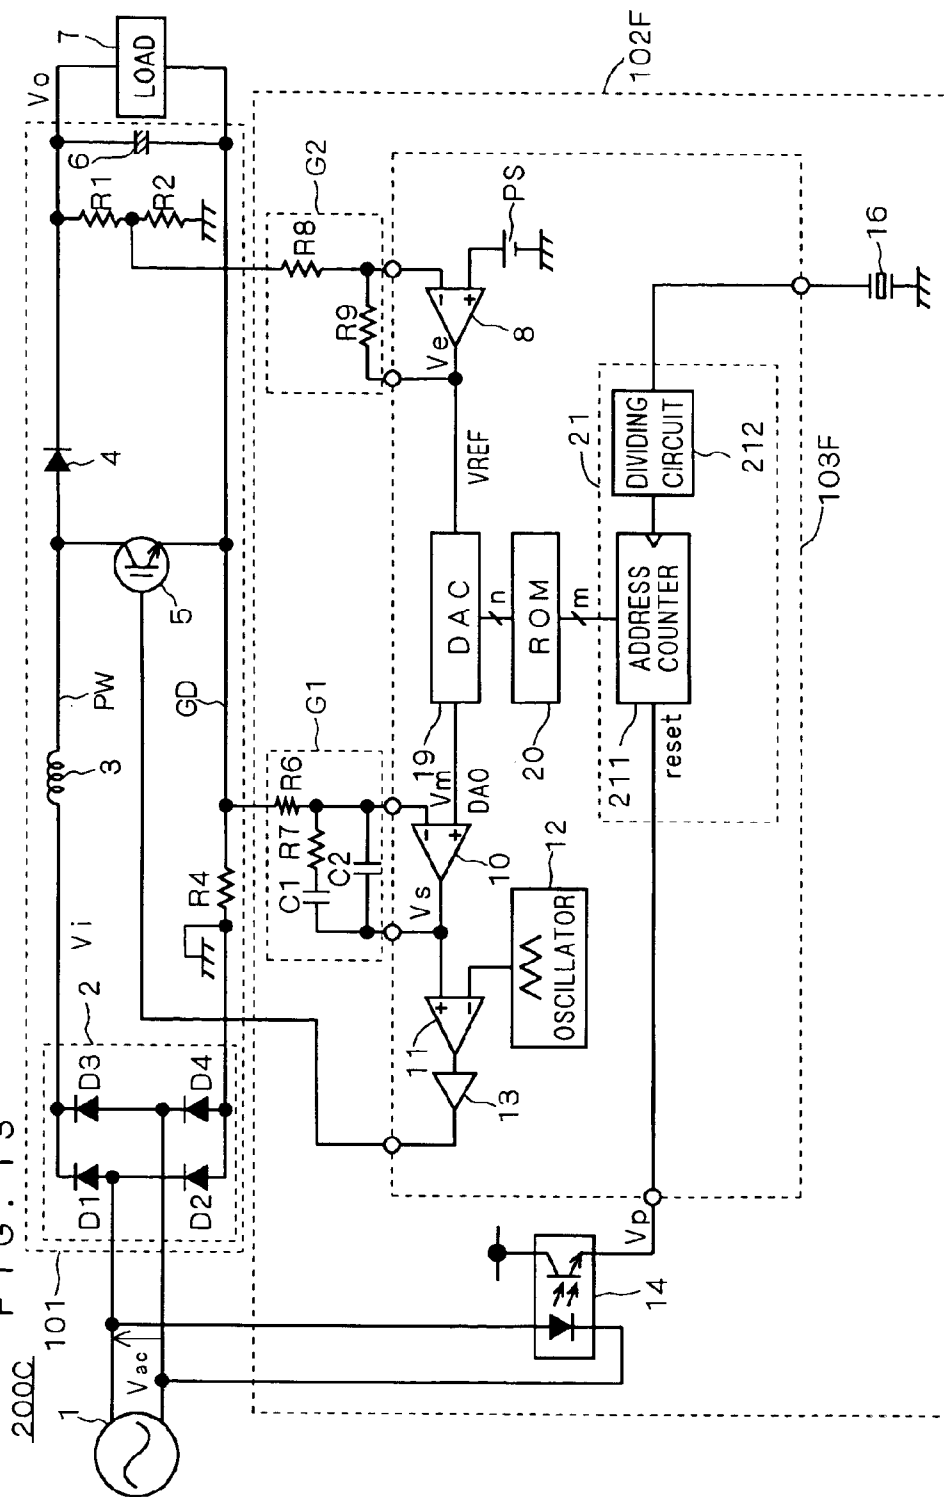 FIG. 13
200C
101
1
Vac
2
D1
D3
D2
D4
Vi
3
PW
GD
R4
5
4
R1
R2
6
Vo
7
LOAD
102F
G1
R6
R7
C1
C2
G2
R8
R9
PS
8
Ve
VREF
19
DAC
n
20
ROM
m
Vm
DAO
10
Vs
11
12
OSCILLATOR
13
21
211
ADDRESS
COUNTER
reset
DIVIDING
CIRCUIT
212
103F
16
14
Vp